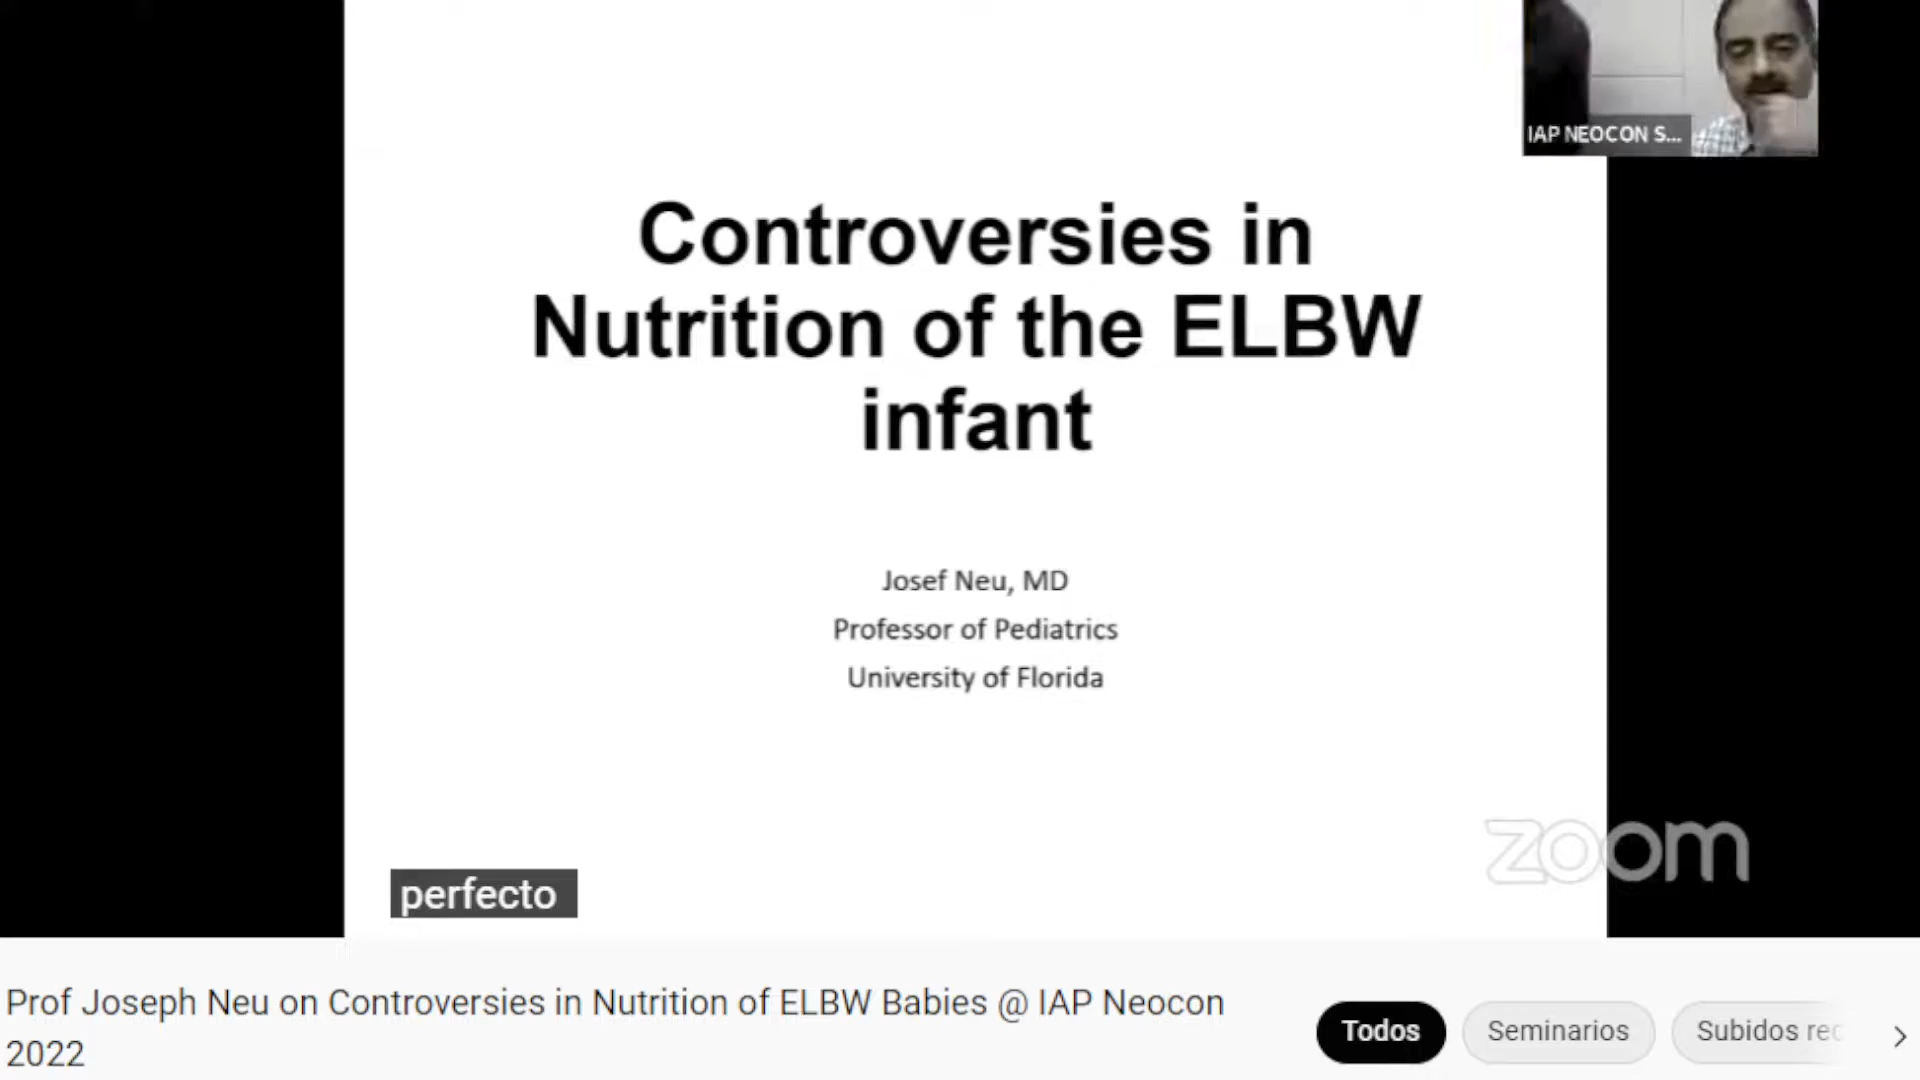 IAP NEOCON S...
Controversies in
Nutrition of the ELBW
infant
Josef Neu, MD
Professor of Pediatrics
University of Florida
zoom
perfecto
Prof Joseph Neu on Controversies in Nutrition of ELBW Babies @ IAP Neocon
2022
Todos
Seminarios
Subidos rec